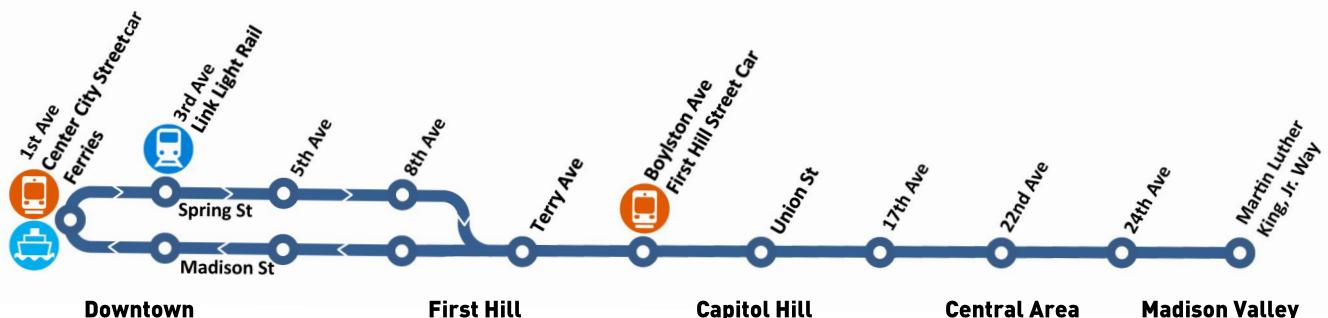 1st Ave
Center City Streetcar
Ferries
3rd Ave
Link Light Rail
5th Ave
8th Ave
Spring St
Madison St
Terry Ave
Boylston Ave
First Hill Street Car
Union St
17th Ave
22nd Ave
24th Ave
Martin Luther
King, Jr. Way
Downtown
First Hill
Capitol Hill
Central Area
Madison Valley